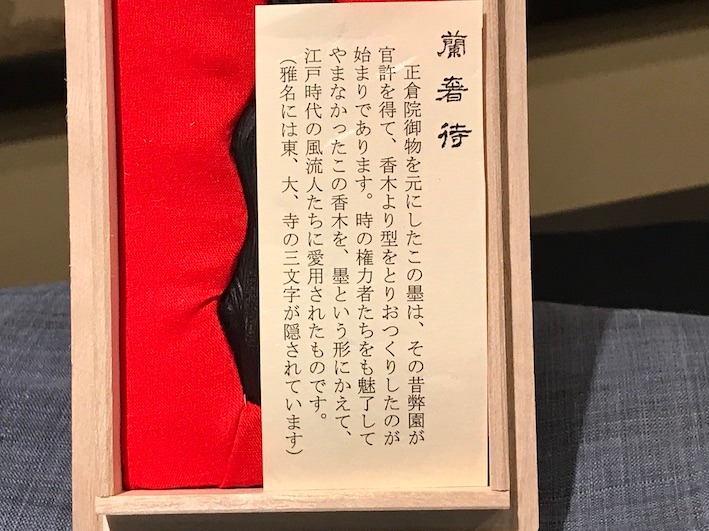 蘭奢待
正倉院御物を元にしたこの墨は、その昔弊園が
官許を得て、香木より型をとりおつくりしたのが
始まりであります。時の権力者たちをも魅了して
やまなかったこの香木を、墨という形にかえて、
江戸時代の風流人たちに愛用されたものです。
（雅名には東、大、寺の三文字が隠されています）